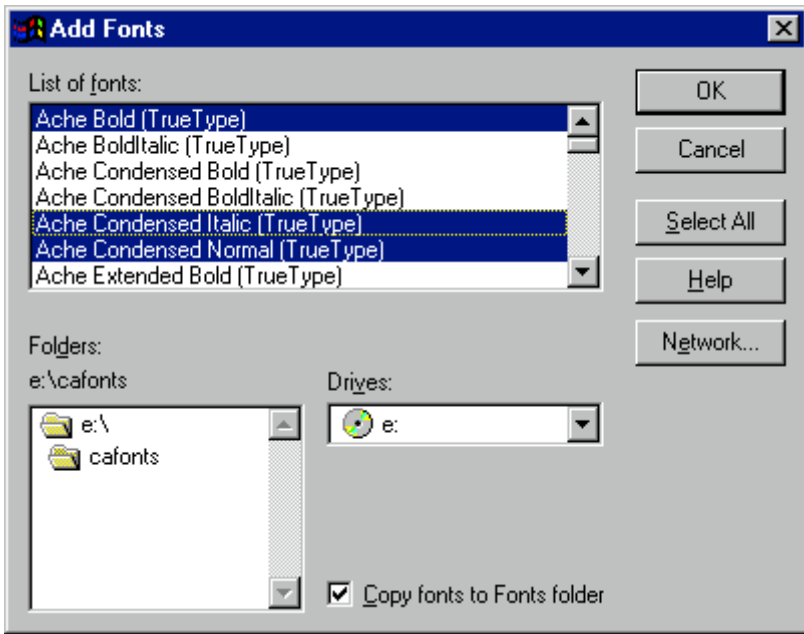 Add Fonts
List of fonts:
Ache Bold (TrueType)
Ache BoldItalic (TrueType)
Ache Condensed Bold (TrueType)
Ache Condensed BoldItalic (TrueType)
Ache Condensed Italic (TrueType)
Ache Condensed Normal (TrueType)
Ache Extended Bold (TrueType)
OK
Cancel
Select All
Help
Network...
Folders:
e:\cafonts
e:\
cafonts
Drives:
e:
Copy fonts to Fonts folder